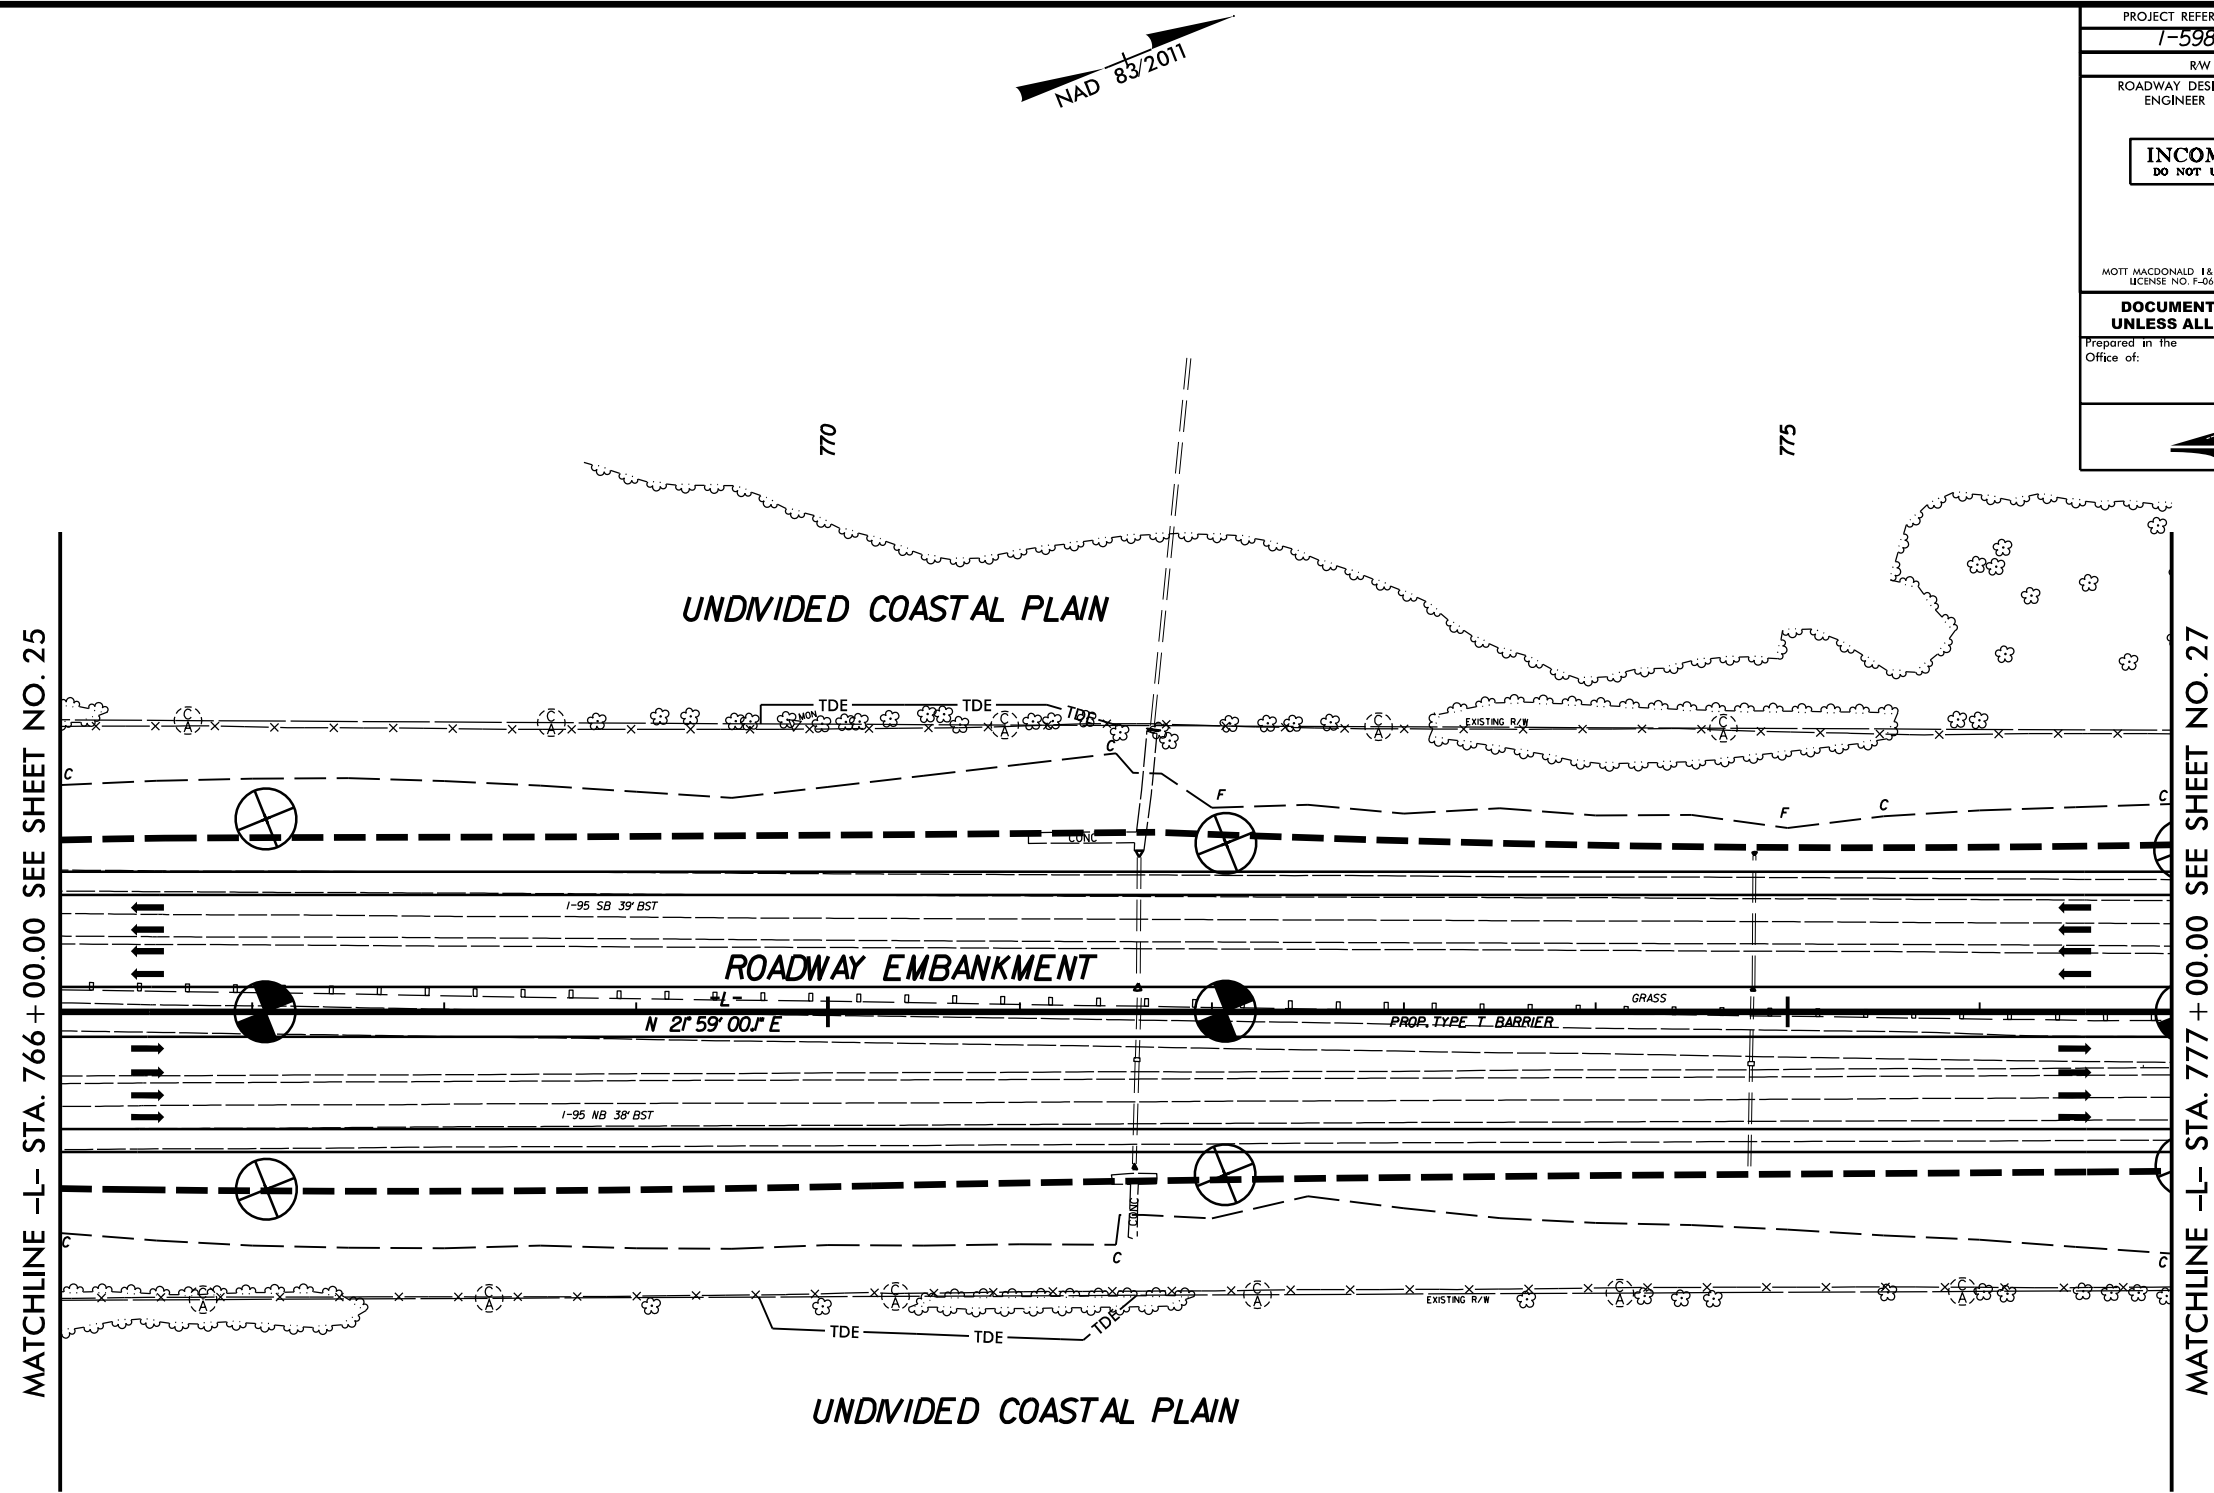 NAD 83/2011
PROJECT REFER
I-598
R/W
ROADWAY DESI
ENGINEER
INCOM
DO NOT U
MOTT MACDONALD I &
LICENSE NO. F-06
DOCUMENT
UNLESS ALL
Prepared in the
Office of:
770
775
UNDIVIDED COASTAL PLAIN
MATCHLINE -L- STA. 766+00.00 SEE SHEET NO. 25
MATCHLINE -L- STA. 777+00.00 SEE SHEET NO. 27
TDE
TDE
TDE
MON
C
A
C
A
C
A
C
A
C
A
EXISTING R/W
C
C
F
F
C
C
CONC
I-95 SB 39' BST
ROADWAY EMBANKMENT
-L-
GRASS
N 21° 59' 00.1" E
PROP. TYPE T BARRIER
I-95 NB 38' BST
CONC
C
C
C
C
A
C
A
C
A
C
A
C
A
C
A
EXISTING R/W
TDE
TDE
TDE
UNDIVIDED COASTAL PLAIN